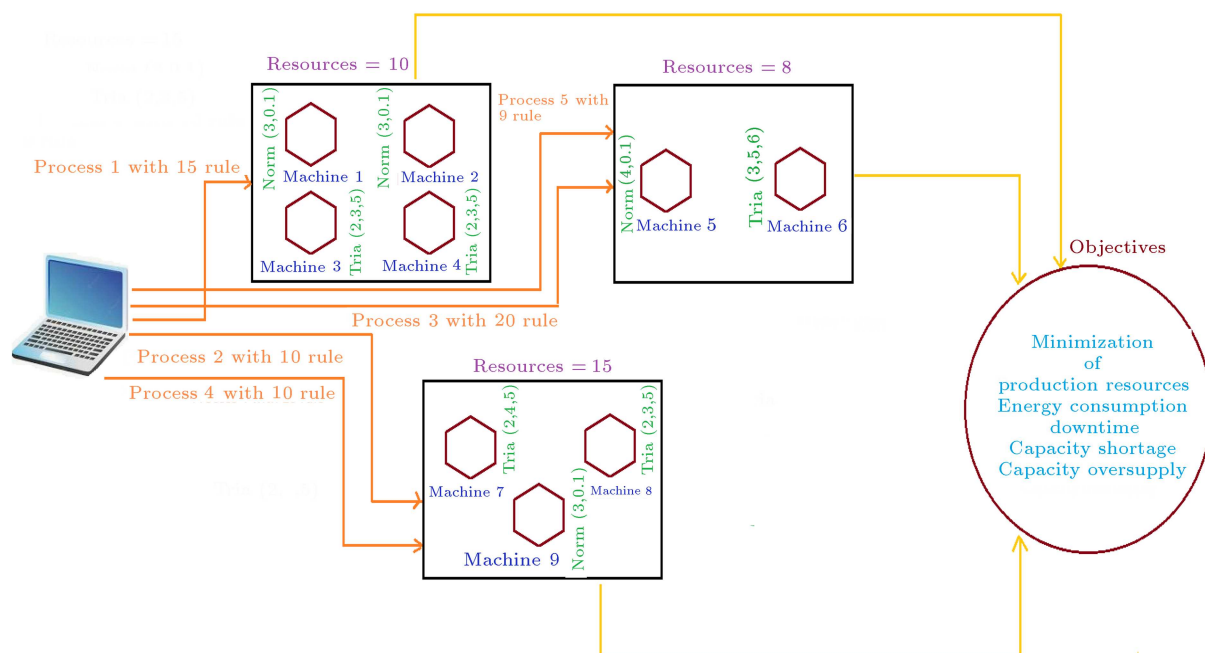 Resources = 10
Norm (3,0.1)
Machine 1
Norm (3,0.1)
Machine 2
Machine 3
Tria (2,3,5)
Machine 4
Tria (2,3,5)
Process 1 with 15 rule
Process 5 with
9 rule
Resources = 8
Norm (4,0.1)
Machine 5
Tria (3,5,6)
Machine 6
Process 3 with 20 rule
Process 2 with 10 rule
Process 4 with 10 rule
Resources = 15
Machine 7
Tria (2,4,5)
Machine 8
Tria (2,3,5)
Machine 9
Norm (3,0.1)
Objectives
Minimization
of
production resources
Energy consumption
downtime
Capacity shortage
Capacity oversupply